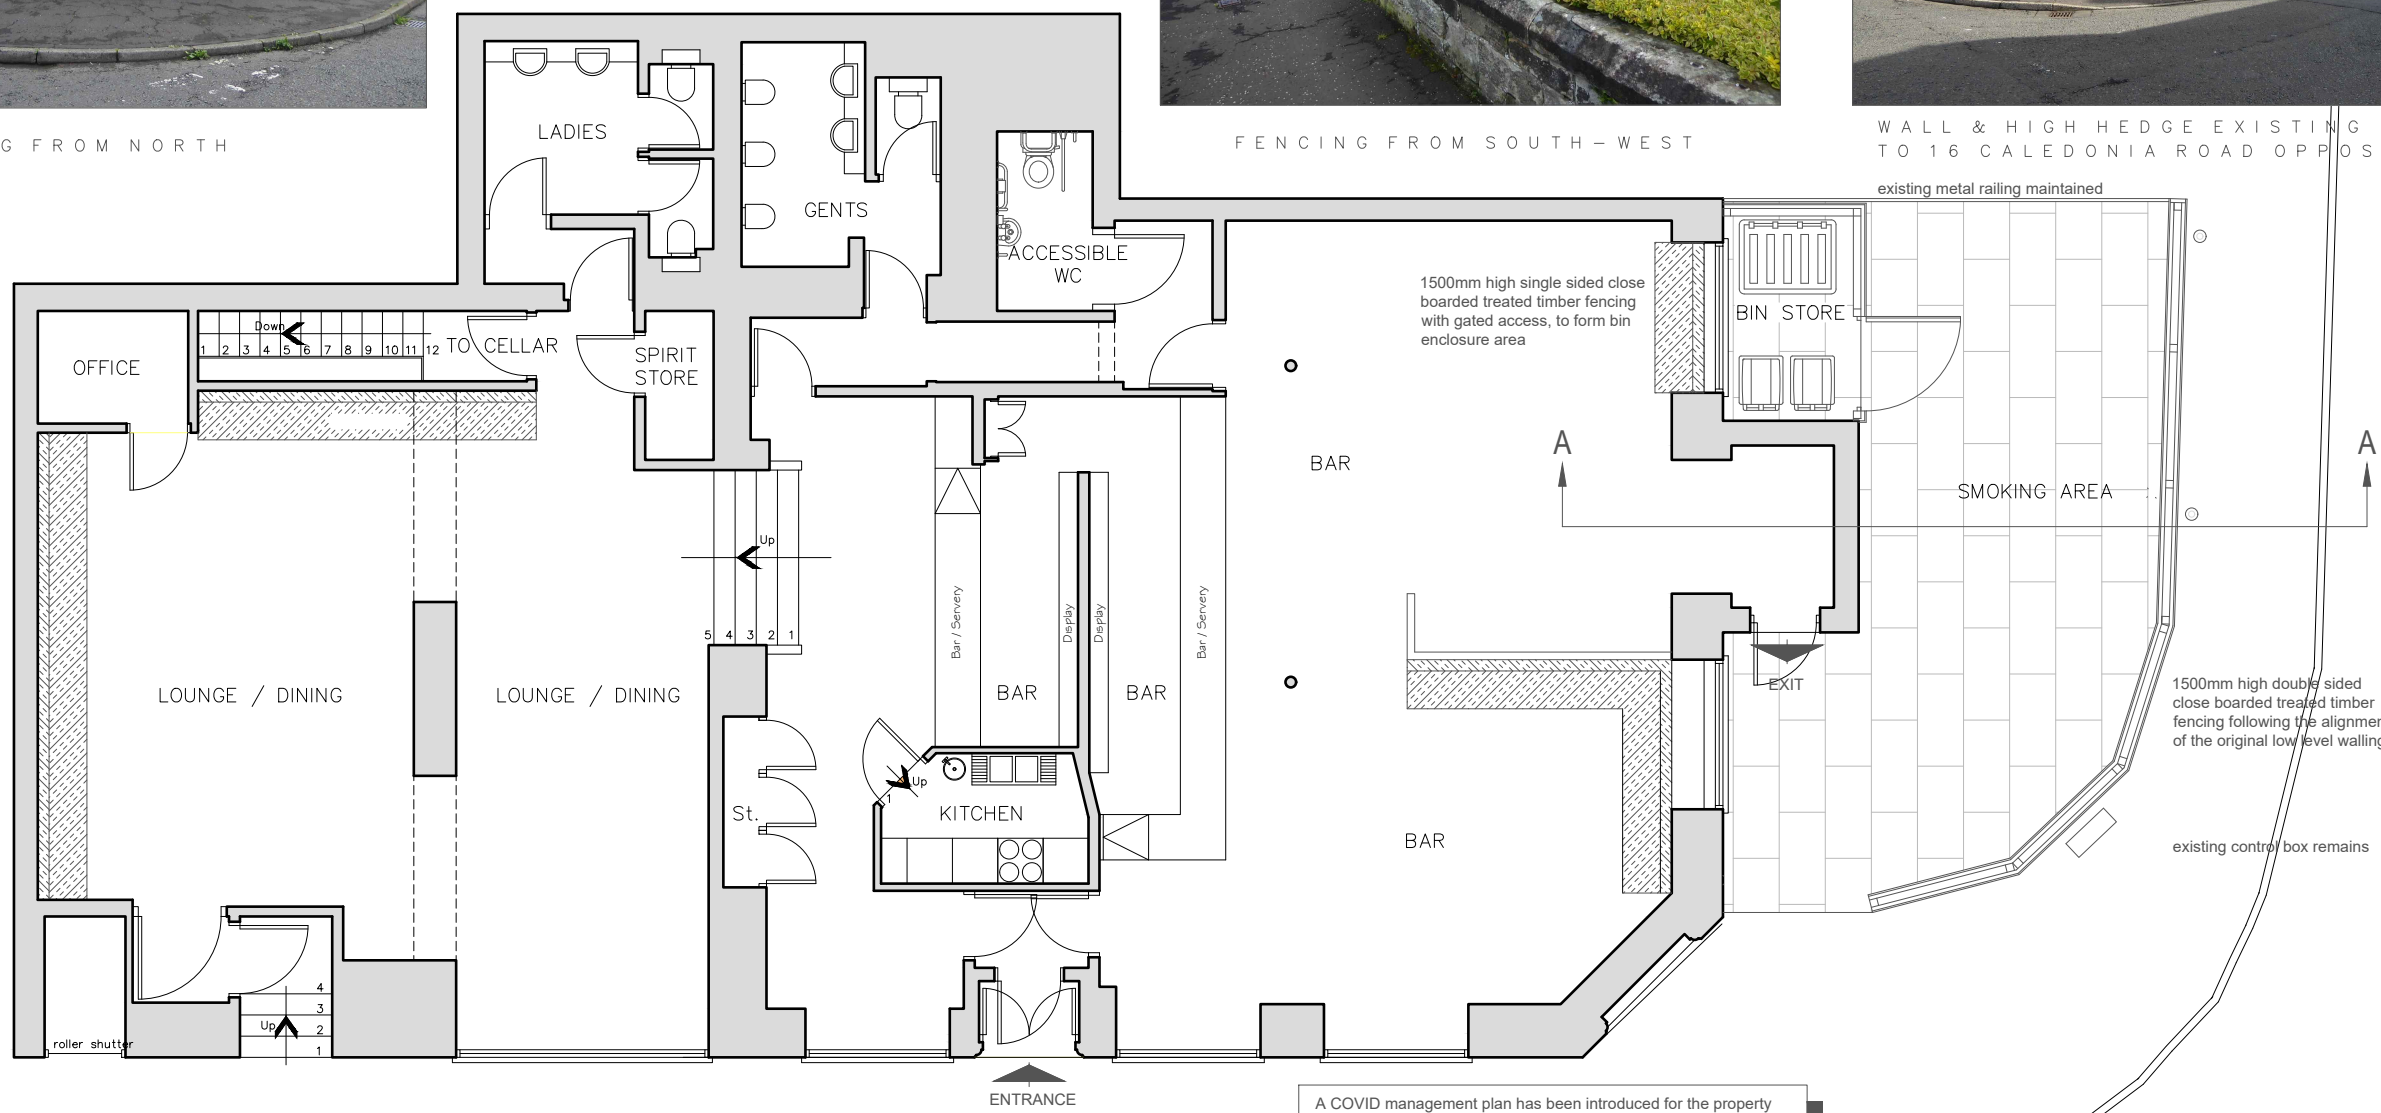 G FROM NORTH
FENCING FROM SOUTH-WEST
WALL & HIGH HEDGE EXISTING
TO 16 CALEDONIA ROAD OPPOS
existing metal railing maintained
LADIES
GENTS
ACCESSIBLE
WC
1500mm high single sided close
boarded treated timber fencing
with gated access, to form bin
enclosure area
BIN STORE
OFFICE
Down
1 2 3 4 5 6 7 8 9 10 11 12
TO CELLAR
SPIRIT
STORE
BAR
A
A
SMOKING AREA
Up
5 4 3 2 1
Bar / Servery
Display
Display
Bar / Servery
LOUNGE / DINING
LOUNGE / DINING
BAR
BAR
EXIT
1500mm high double sided
close boarded treated timber
fencing following the alignmen
of the original low level walling
Up
1
KITCHEN
St.
BAR
existing control box remains
4
3
2
1
Up
roller shutter
ENTRANCE
A COVID management plan has been introduced for the property